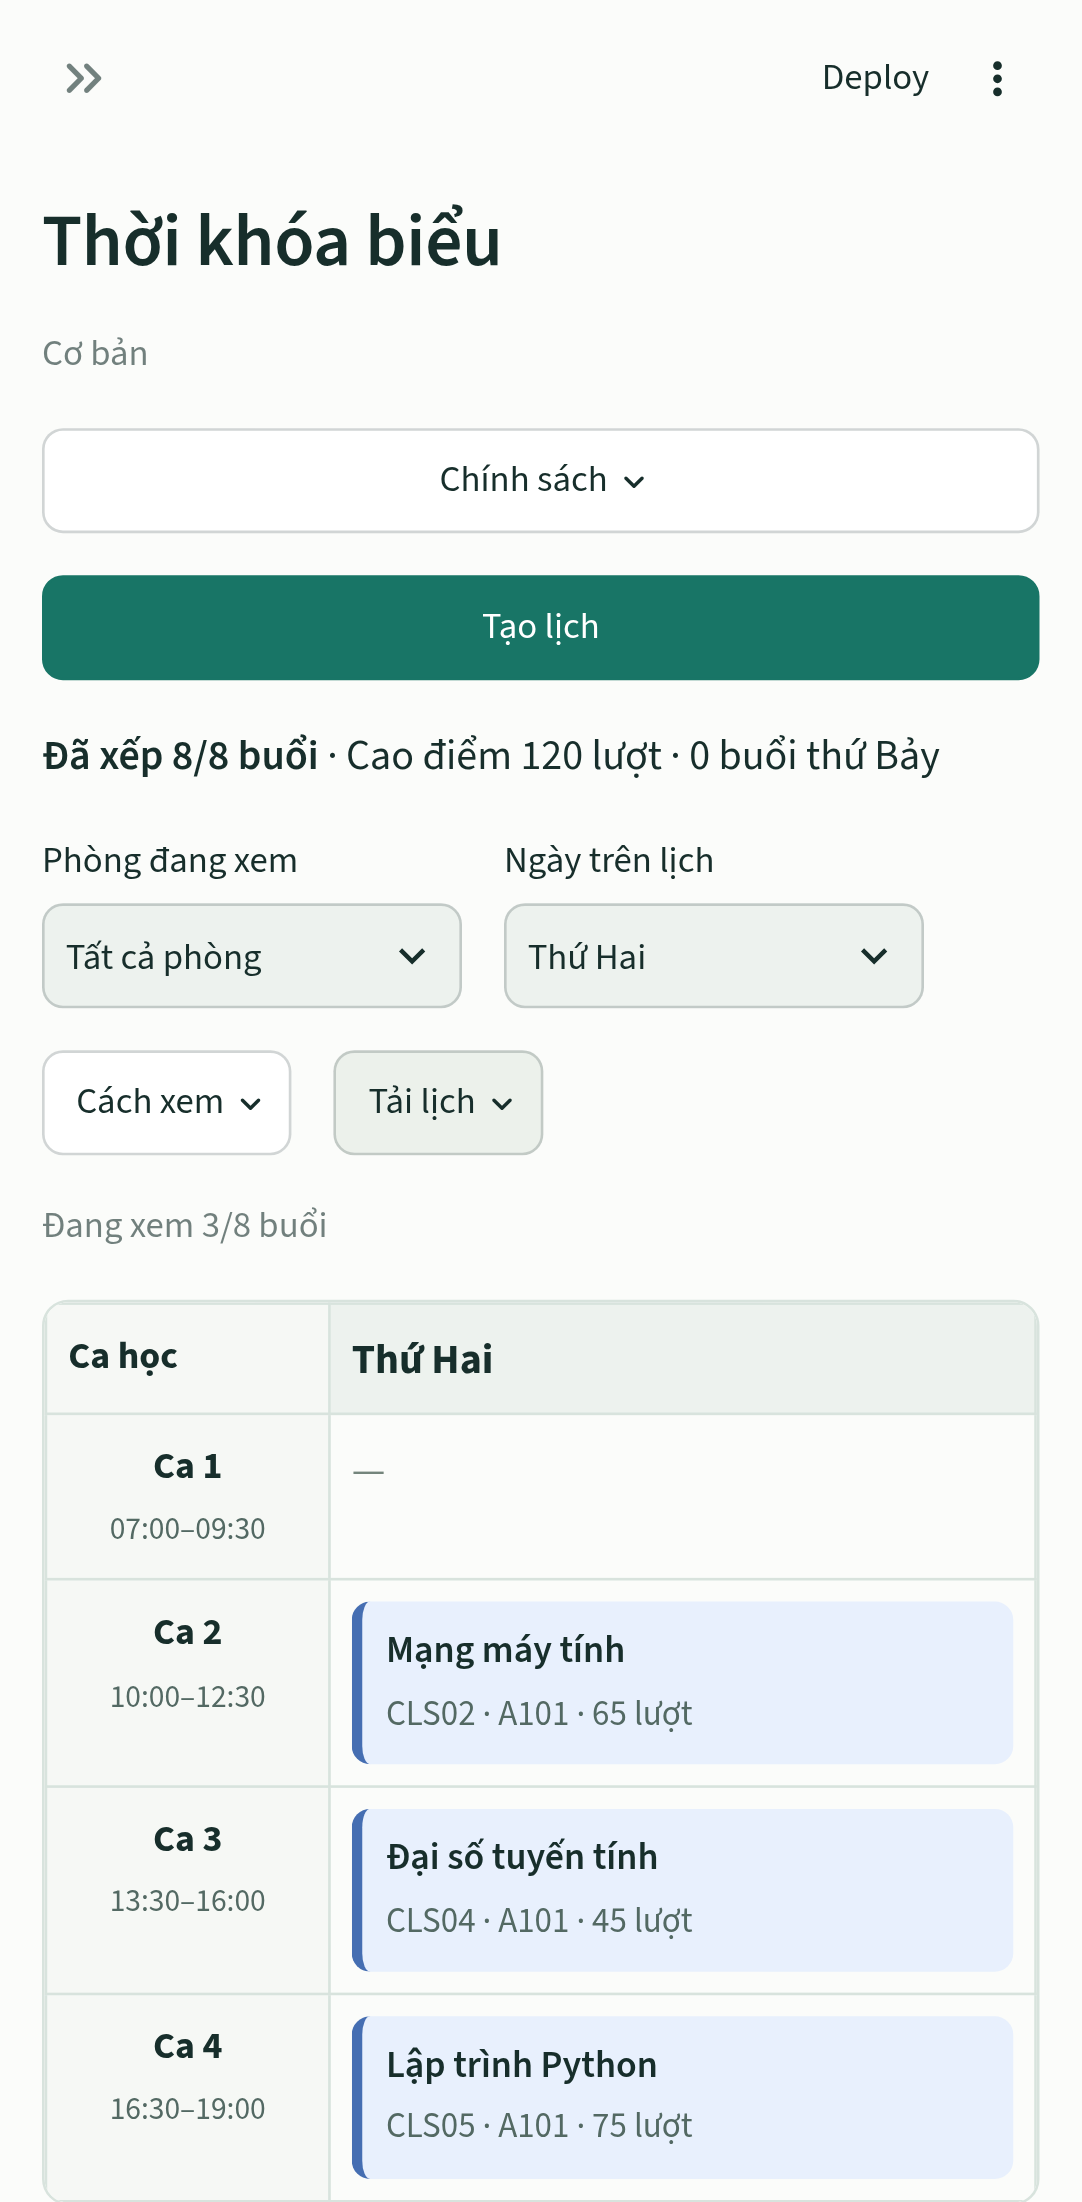 Deploy
Thời khóa biểu
Cơ bản
Chính sách
Tạo lịch
Đã xếp 8/8 buổi · Cao điểm 120 lượt · 0 buổi thứ Bảy
Phòng đang xem
Ngày trên lịch
Tất cả phòng
Thứ Hai
Cách xem
Tải lịch
Đang xem 3/8 buổi
Ca học
Thứ Hai
Ca 1
07:00–09:30
—
Ca 2
10:00–12:30
Mạng máy tính
CLS02 · A101 · 65 lượt
Ca 3
13:30–16:00
Đại số tuyến tính
CLS04 · A101 · 45 lượt
Ca 4
16:30–19:00
Lập trình Python
CLS05 · A101 · 75 lượt